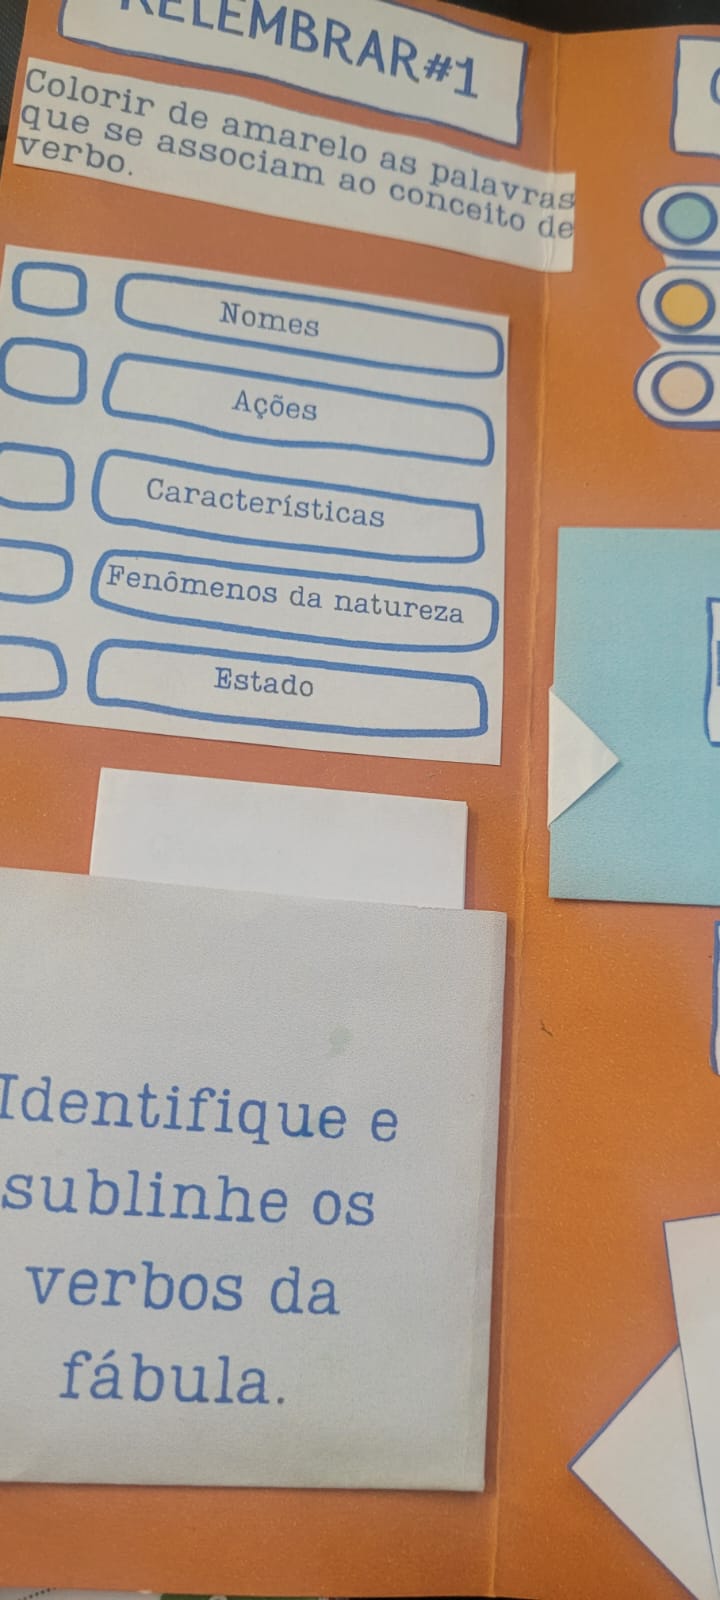 RELEMBRAR#1
Colorir de amarelo as palavras
que se associam ao conceito de
verbo.
Nomes
Ações
Características
Fenômenos da natureza
Estado
Identifique e
sublinhe os
verbos da
fábula.